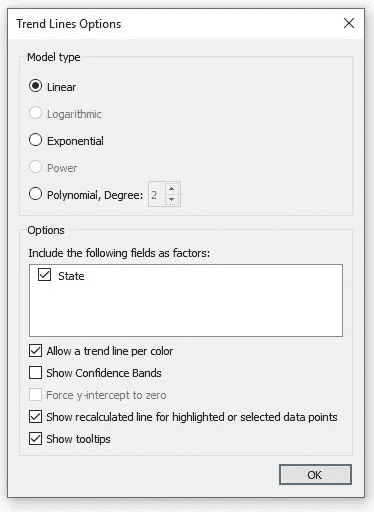 Trend Lines Options
Model type
Linear
Logarithmic
Exponential
Power
Polynomial, Degree: 2
Options
Include the following fields as factors:
State
Allow a trend line per color
Show Confidence Bands
Force y-intercept to zero
Show recalculated line for highlighted or selected data points
Show tooltips
OK